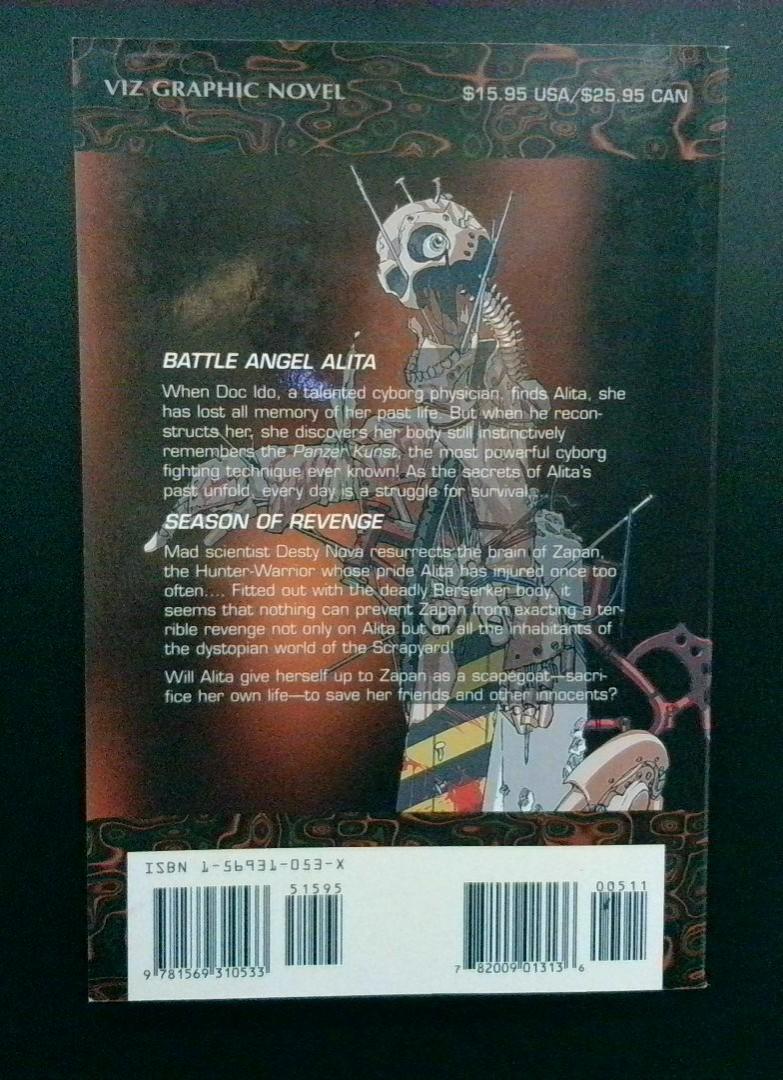 VIZ GRAPHIC NOVEL
$15.95 USA/$25.95 CAN
BATTLE ANGEL ALITA
When Doc Ido, a talented cyborg physician, finds Alita, she
has lost all memory of her past life. But when he recon-
structs her, she discovers her body still instinctively
remembers the Panzer Kunst, the most powerful cyborg
fighting technique ever known! As the secrets of Alita's
past unfold, every day is a struggle for survival...
SEASON OF REVENGE
Mad scientist Desty Nova resurrects the brain of Zapan,
the Hunter-Warrior whose pride Alita has injured once too
often.... Fitted out with the deadly Berserker body, it
seems that nothing can prevent Zapan from exacting a ter-
rible revenge not only on Alita but on all the inhabitants of
the dystopian world of the Scrapyard!
Will Alita give herself up to Zapan as a scapegoat—sacri-
fice her own life—to save her friends and other innocents?
ISBN 1-56931-053-X
51595
00511
9 781569 310533
7 82009 01313 6